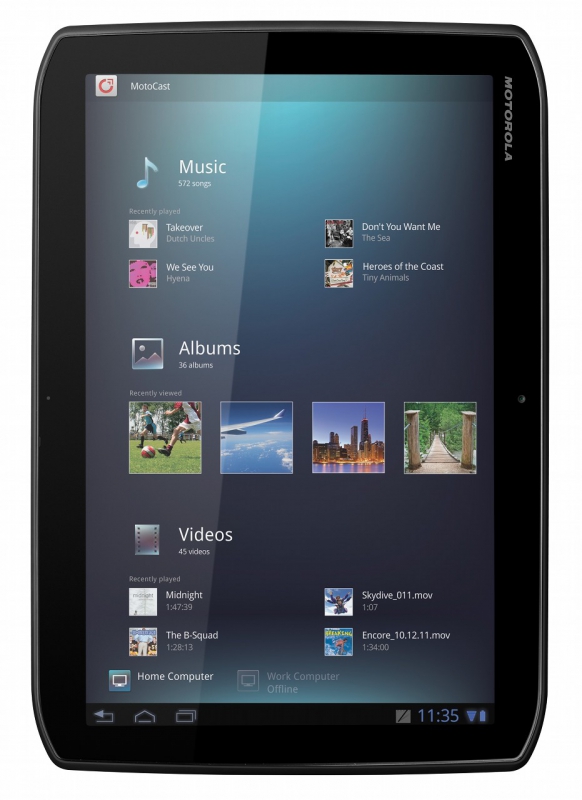 MotoCast
MOTOROLA
Music
572 songs
Recently played
Takeover
Dutch Uncles
Don't You Want Me
The Sea
We See You
Hyena
Heroes of the Coast
Tiny Animals
Albums
36 albums
Recently viewed
Videos
45 videos
Recently played
Midnight
1:47:39
Skydive_011.mov
1:07
The B-Squad
1:28:13
Encore_10.12.11.mov
1:34:00
Home Computer
Work Computer
Offline
11:35